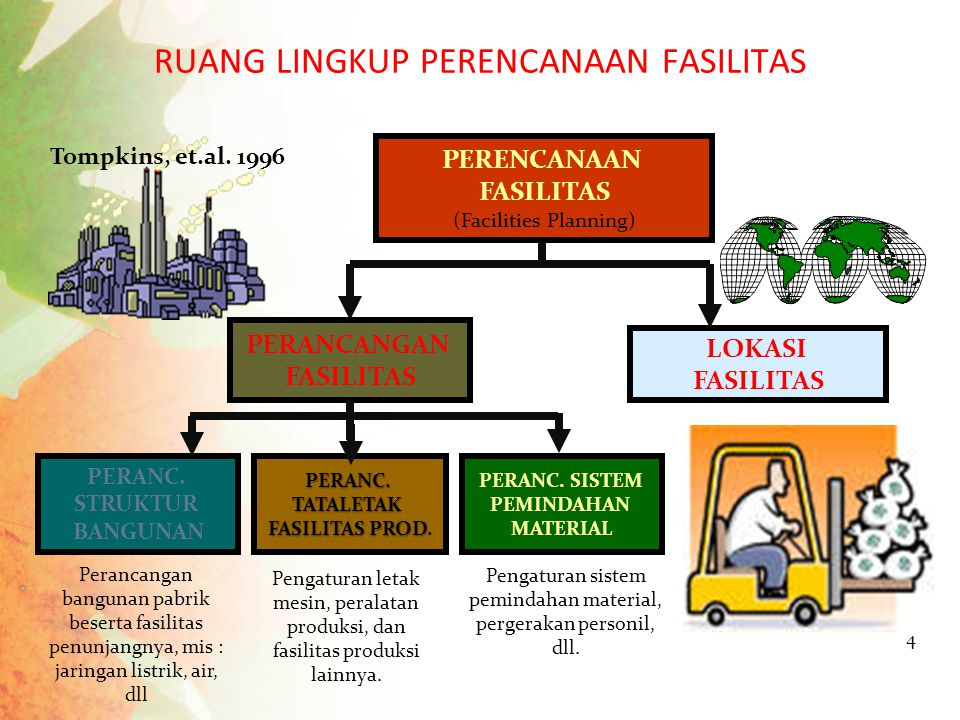 RUANG LINGKUP PERENCANAAN FASILITAS
Tompkins, et.al. 1996
PERENCANAAN
FASILITAS
(Facilities Planning)
PERANCANGAN
FASILITAS
LOKASI
FASILITAS
PERANC.
STRUKTUR
BANGUNAN
PERANC.
TATALETAK
FASILITAS PROD.
PERANC. SISTEM
PEMINDAHAN
MATERIAL
Perancangan
bangunan pabrik
beserta fasilitas
penunjangnya, mis :
jaringan listrik, air,
dll
Pengaturan letak
mesin, peralatan
produksi, dan
fasilitas produksi
lainnya.
Pengaturan sistem
pemindahan material,
pergerakan personil,
dll.
4